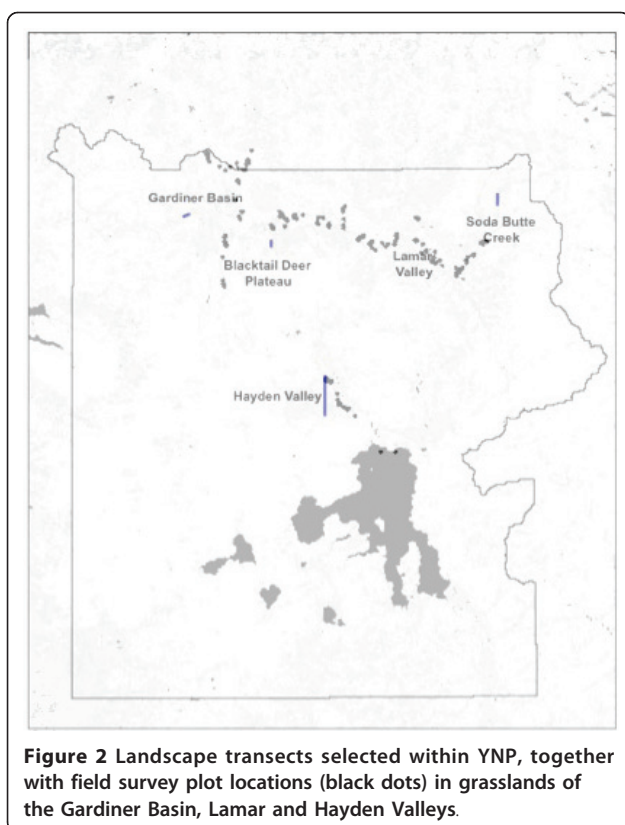 Gardiner Basin
Soda Butte
Creek
Blacktail Deer
Plateau
Lamar
Valley
Hayden Valley
Figure 2 Landscape transects selected within YNP, together
with field survey plot locations (black dots) in grasslands of
the Gardiner Basin, Lamar and Hayden Valleys.